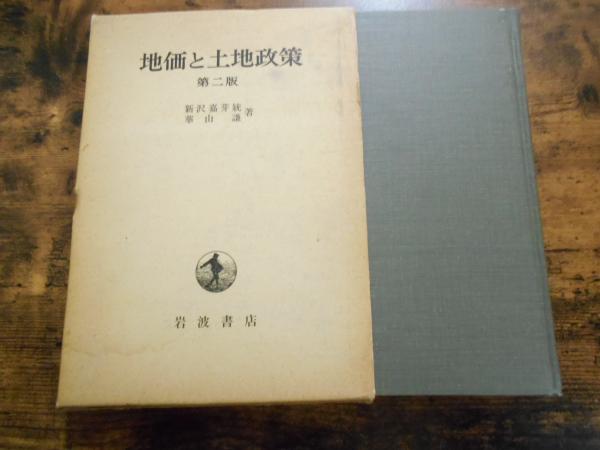 地価と土地政策
第二版
新沢嘉芽統
華山謙 著
岩波書店